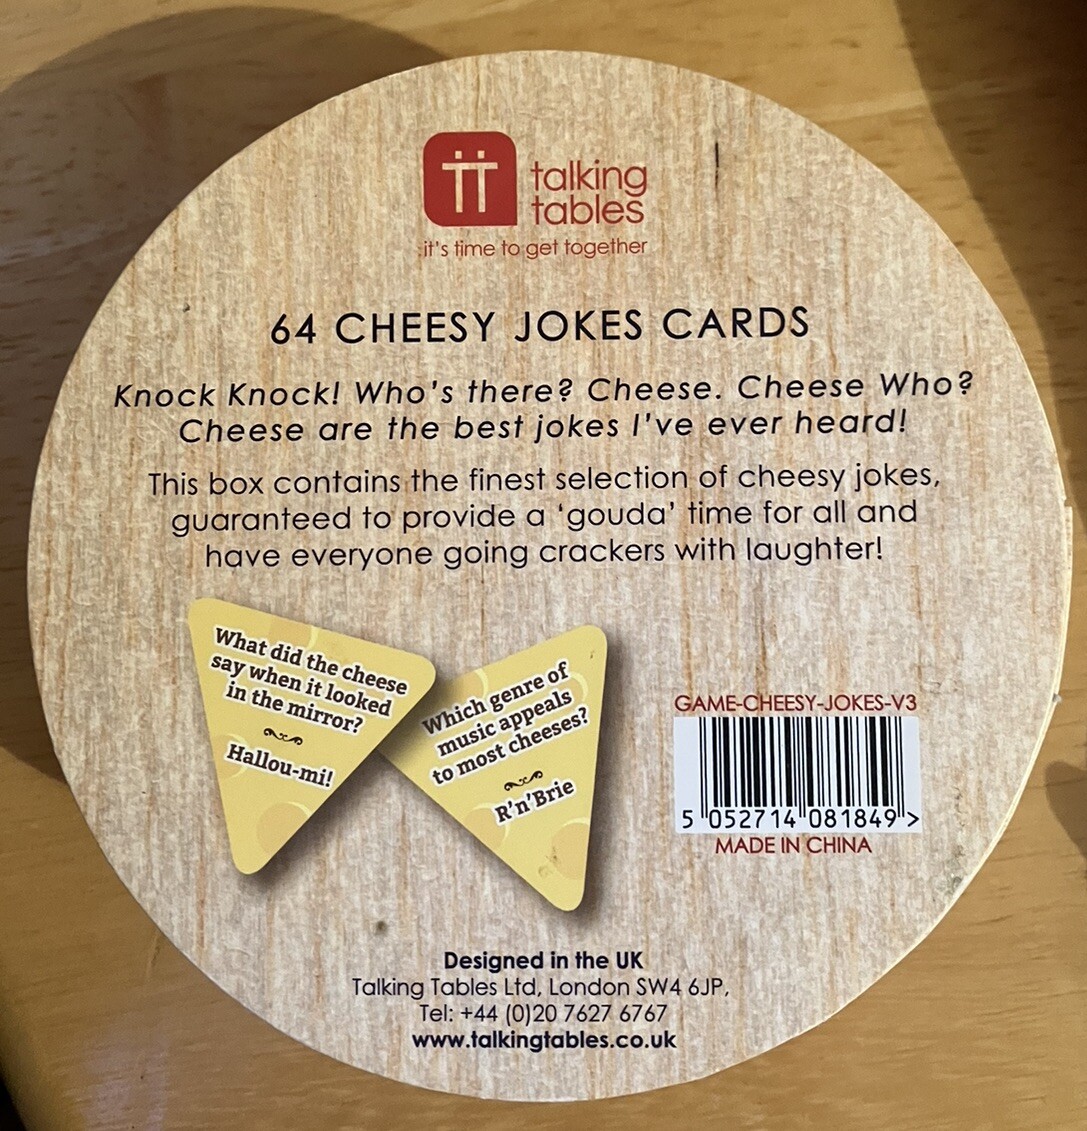 talking
tables
it's time to get together
64 CHEESY JOKES CARDS
Knock Knock! Who's there? Cheese. Cheese Who?
Cheese are the best jokes I've ever heard!
This box contains the finest selection of cheesy jokes,
guaranteed to provide a 'gouda' time for all and
have everyone going crackers with laughter!
What did the cheese
say when it looked
in the mirror?
Hallou-mi!
Which genre of
music appeals
to most cheeses?
R'n'Brie
GAME-CHEESY-JOKES-V3
5 052714 081849 >
MADE IN CHINA
Designed in the UK
Talking Tables Ltd, London SW4 6JP,
Tel: +44 (0)20 7627 6767
www.talkingtables.co.uk